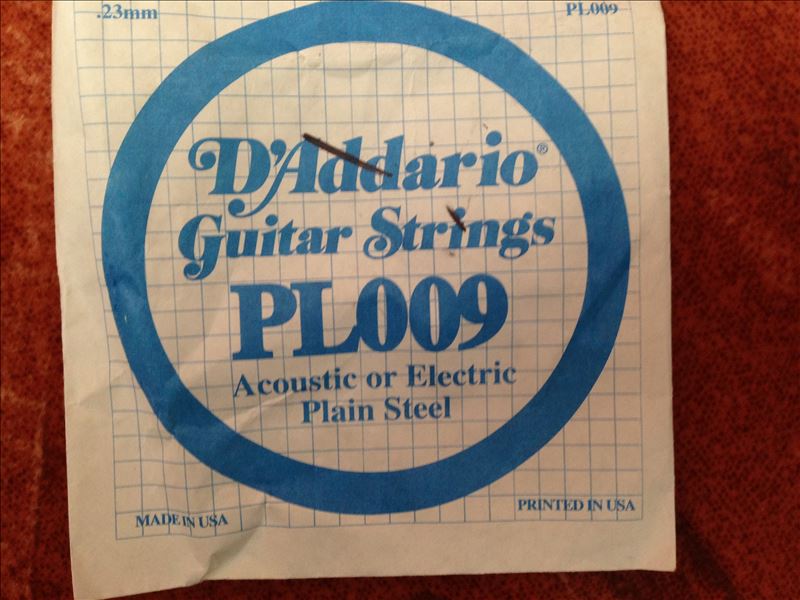 .23mm PL009
D'Addario®
Guitar Strings
PL009
Acoustic or Electric
Plain Steel
MADE IN USA PRINTED IN USA